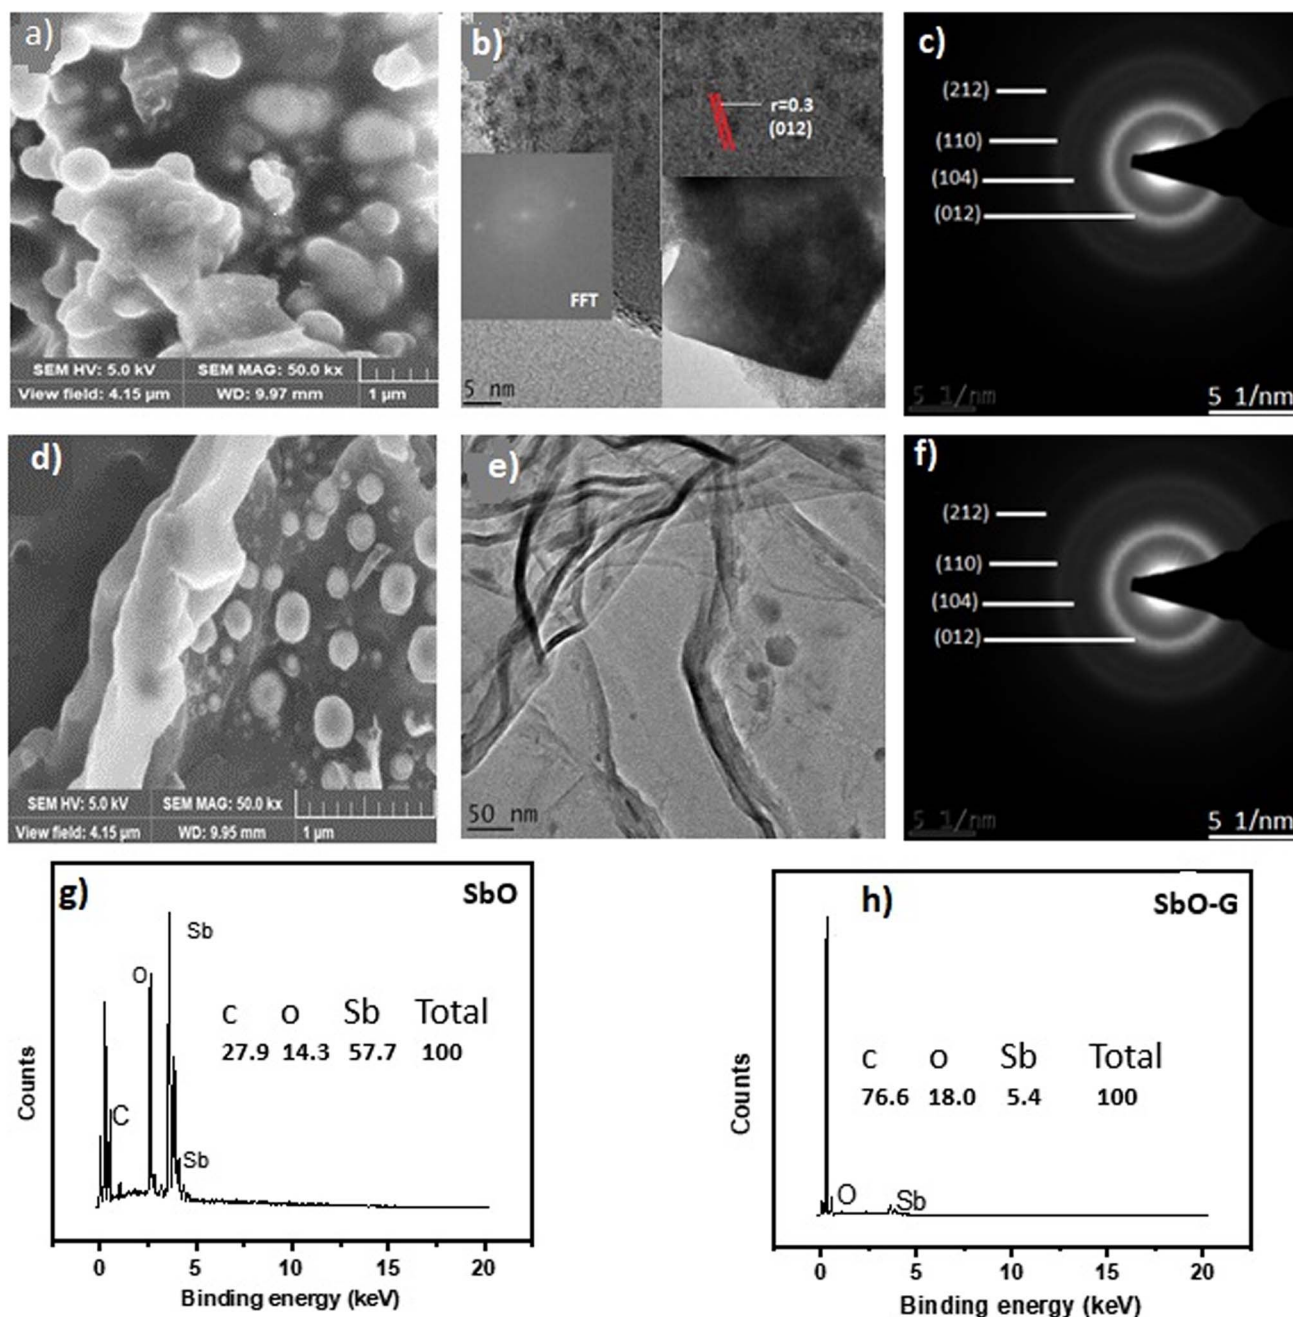 a)
SEM HV: 5.0 kV SEM MAG: 50.0 kx
View field: 4.15 µm WD: 9.97 mm 1 µm
b)
r=0.3
(012)
FFT
5 nm
c)
(212)
(110)
(104)
(012)
5 1/nm 5 1/nm
d)
SEM HV: 5.0 kV SEM MAG: 50.0 kx
View field: 4.15 µm WD: 9.95 mm 1 µm
e)
50 nm
f)
(212)
(110)
(104)
(012)
5 1/nm 5 1/nm
g) SbO
Sb
O
C O Sb Total
27.9 14.3 57.7 100
C
Sb
Counts
0 5 10 15 20
Binding energy (keV)
h) SbO-G
C O Sb Total
76.6 18.0 5.4 100
O Sb
Counts
0 5 10 15 20
Binding energy (keV)